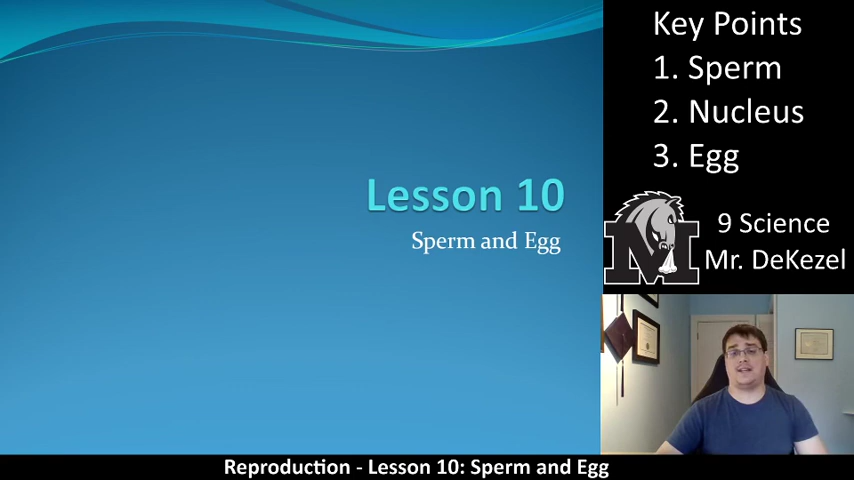 Lesson 10
Sperm and Egg
Key Points
1. Sperm
2. Nucleus
3. Egg
M
9 Science
Mr. DeKezel
Reproduction - Lesson 10: Sperm and Egg